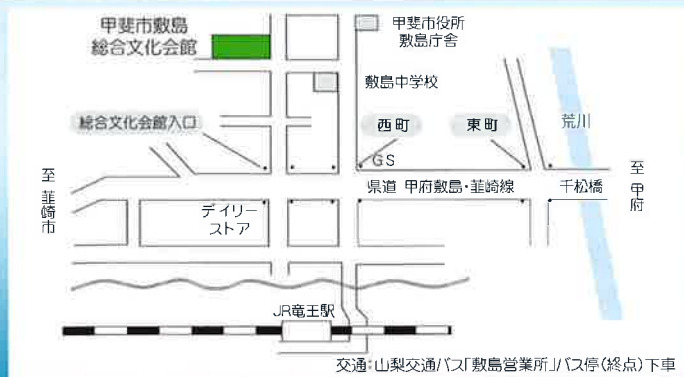 甲斐市敷島
総合文化会館
甲斐市役所
敷島庁舎
敷島中学校
総合文化会館入口
西町
東町
荒川
GS
至 韮崎市
県道 甲府敷島・韮崎線
千松橋
至 甲府
デイリー
ストア
JR竜王駅
交通:山梨交通バス「敷島営業所」バス停(終点)下車